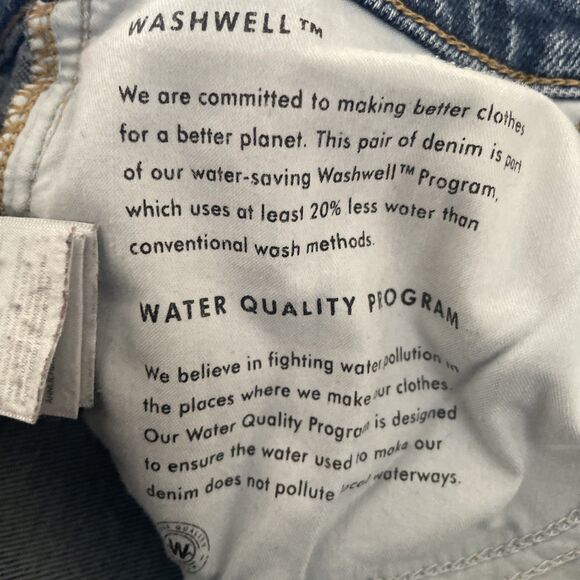 WASHWELL™
We are committed to making better clothes
for a better planet. This pair of denim is part
of our water-saving Washwell™ Program,
which uses at least 20% less water than
conventional wash methods.
WATER QUALITY PROGRAM
We believe in fighting water pollution in
the places where we make our clothes.
Our Water Quality Program is designed
to ensure the water used to make our
denim does not pollute local waterways.
W